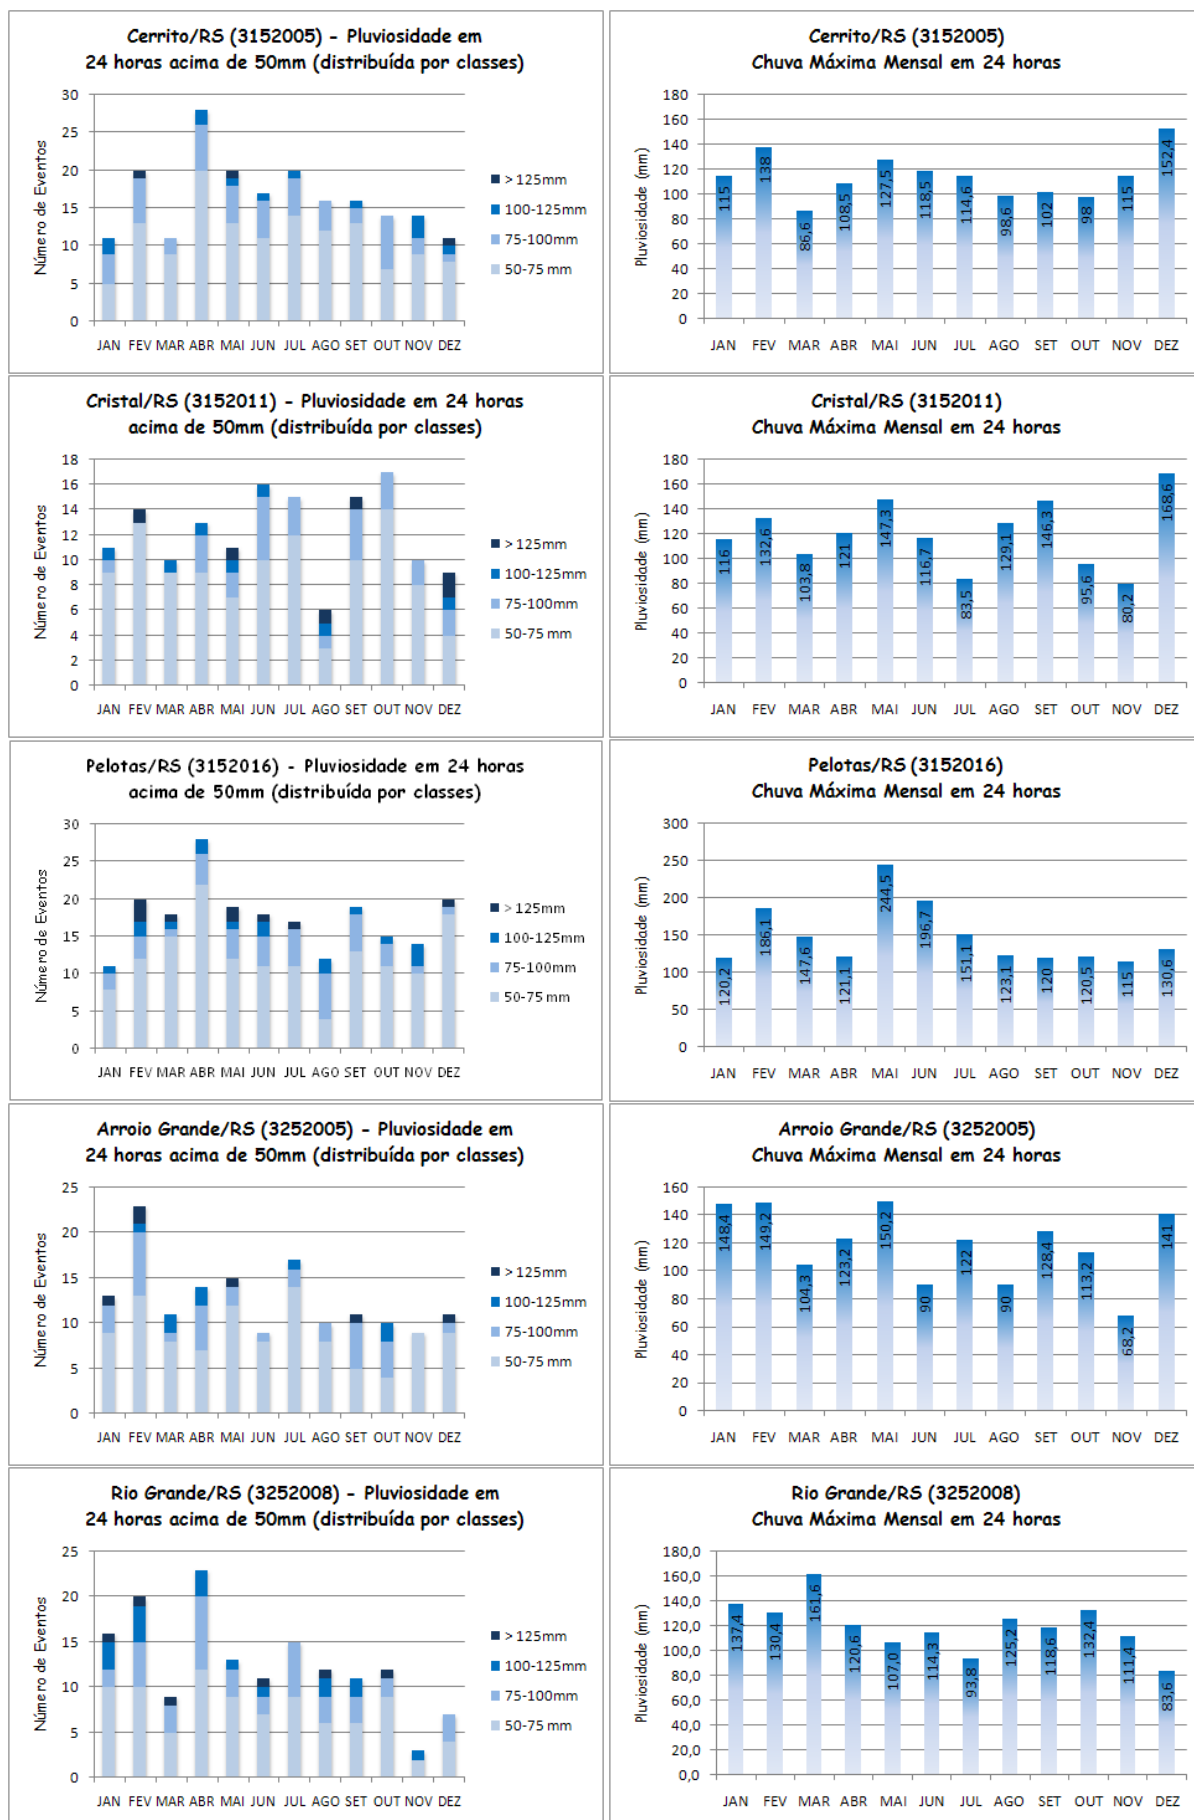 Cerrito/RS (3152005) - Pluviosidade em
24 horas acima de 50mm (distribuída por classes)
Número de Eventos
30
25
20
15
10
5
0
JAN FEV MAR ABR MAI JUN JUL AGO SET OUT NOV DEZ
> 125mm
100-125mm
75-100mm
50-75 mm
Cerrito/RS (3152005)
Chuva Máxima Mensal em 24 horas
Pluviosidade (mm)
180
160
140
120
100
80
60
40
20
0
115 138 86,6 108,5 127,5 118,5 114,6 98,6 102 98 115 152,4
JAN FEV MAR ABR MAI JUN JUL AGO SET OUT NOV DEZ
Cristal/RS (3152011) - Pluviosidade em 24 horas
acima de 50mm (distribuída por classes)
Número de Eventos
18
16
14
12
10
8
6
4
2
0
JAN FEV MAR ABR MAI JUN JUL AGO SET OUT NOV DEZ
> 125mm
100-125mm
75-100mm
50-75 mm
Cristal/RS (3152011)
Chuva Máxima Mensal em 24 horas
Pluviosidade (mm)
180
160
140
120
100
80
60
40
20
0
116 132,6 103,8 121 147,3 116,7 83,5 129,1 146,3 95,6 80,2 168,6
JAN FEV MAR ABR MAI JUN JUL AGO SET OUT NOV DEZ
Pelotas/RS (3152016) - Pluviosidade em 24 horas
acima de 50mm (distribuída por classes)
Número de Eventos
30
25
20
15
10
5
0
JAN FEV MAR ABR MAI JUN JUL AGO SET OUT NOV DEZ
> 125mm
100-125mm
75-100mm
50-75 mm
Pelotas/RS (3152016)
Chuva Máxima Mensal em 24 horas
Pluviosidade (mm)
300
250
200
150
100
50
0
120,2 186,1 147,6 121,1 244,5 196,7 151,1 123,1 120 120,5 115 130,6
JAN FEV MAR ABR MAI JUN JUL AGO SET OUT NOV DEZ
Arroio Grande/RS (3252005) - Pluviosidade em
24 horas acima de 50mm (distribuída por classes)
Número de Eventos
25
20
15
10
5
0
JAN FEV MAR ABR MAI JUN JUL AGO SET OUT NOV DEZ
> 125mm
100-125mm
75-100mm
50-75 mm
Arroio Grande/RS (3252005)
Chuva Máxima Mensal em 24 horas
Pluviosidade (mm)
160
140
120
100
80
60
40
20
0
148,4 149,2 104,3 123,2 150,2 90 122 90 128,4 113,2 68,2 141
JAN FEV MAR ABR MAI JUN JUL AGO SET OUT NOV DEZ
Rio Grande/RS (3252008) - Pluviosidade em
24 horas acima de 50mm (distribuída por classes)
Número de Eventos
25
20
15
10
5
0
JAN FEV MAR ABR MAI JUN JUL AGO SET OUT NOV DEZ
> 125mm
100-125mm
75-100mm
50-75 mm
Rio Grande/RS (3252008)
Chuva Máxima Mensal em 24 horas
Pluviosidade (mm)
180,0
160,0
140,0
120,0
100,0
80,0
60,0
40,0
20,0
0,0
137,4 130,4 161,6 120,6 107,0 114,3 93,8 125,2 118,6 132,4 111,4 83,6
JAN FEV MAR ABR MAI JUN JUL AGO SET OUT NOV DEZ